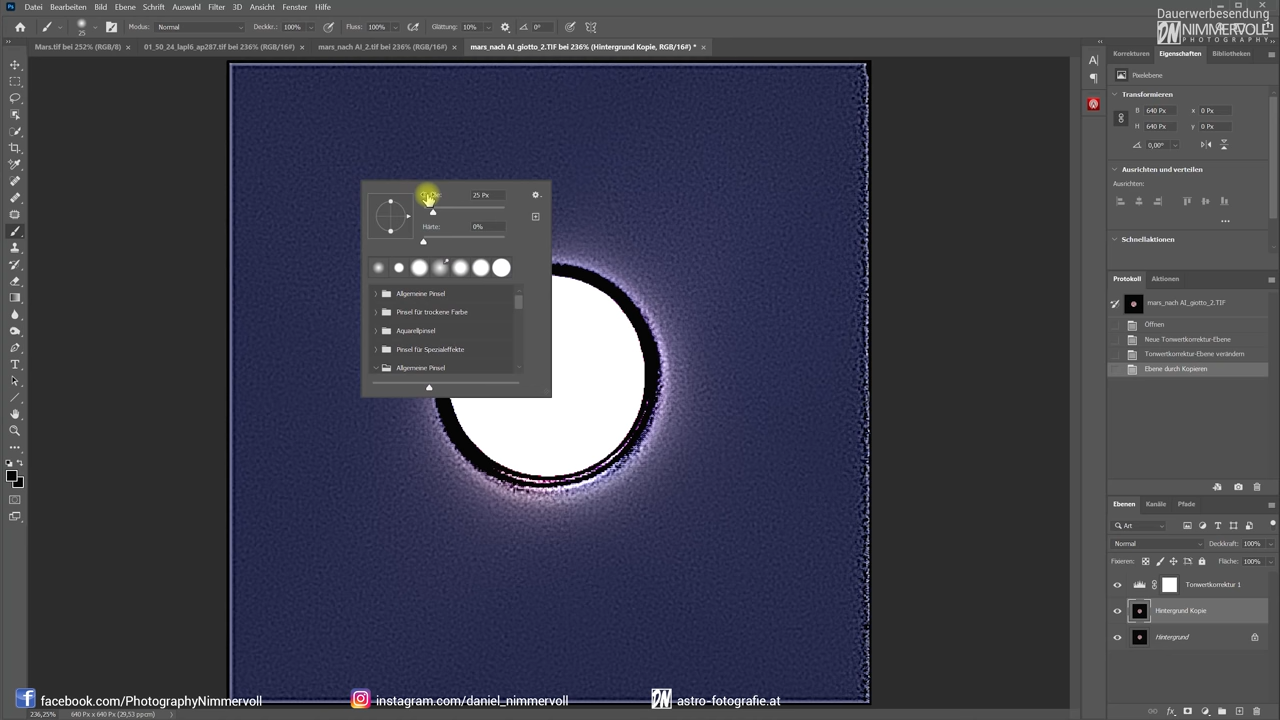 Datei Bearbeiten Bild Ebene Schrift Auswahl Filter 3D Ansicht Fenster Hilfe
Dauerwerbesendung
NIMMERVOLL
PHOTOGRAPHY
25
Modus: Normal Deckkr.: 100% Fluss: 100% Glättung: 10% 0°
Mars.tif bei 252% (RGB/8) × 01_50_24_lapl6_ap287.tif bei 236% (RGB/16#) × mars_nach AI_2.tif bei 236% (RGB/16#) × mars_nach AI_giotto_2.TIF bei 236% (Hintergrund Kopie, RGB/16#) * ×
Korrekturen Eigenschaften Bibliotheken
Pixelebene
Transformieren
B 640 Px x 0 Px
H 640 Px y 0 Px
0,00°
Ausrichten und verteilen
Ausrichten:
Schnellaktionen
25 Px
Härte: 0%
Allgemeine Pinsel
Pinsel für trockene Farbe
Aquarellpinsel
Pinsel für Spezialeffekte
Allgemeine Pinsel
Protokoll Aktionen
mars_nach AI_giotto_2.TIF
Öffnen
Neue Tonwertkorrektur-Ebene
Tonwertkorrektur-Ebene verändern
Ebene durch Kopieren
Ebenen Kanäle Pfade
Art
Normal Deckkraft: 100%
Fixieren: Fläche: 100%
Tonwertkorrektur 1
Hintergrund Kopie
Hintergrund
facebook.com/PhotographyNimmervoll instagram.com/daniel_nimmervoll astro-fotografie.at
236,25% 640 Px x 640 Px (29,53 ppcm)